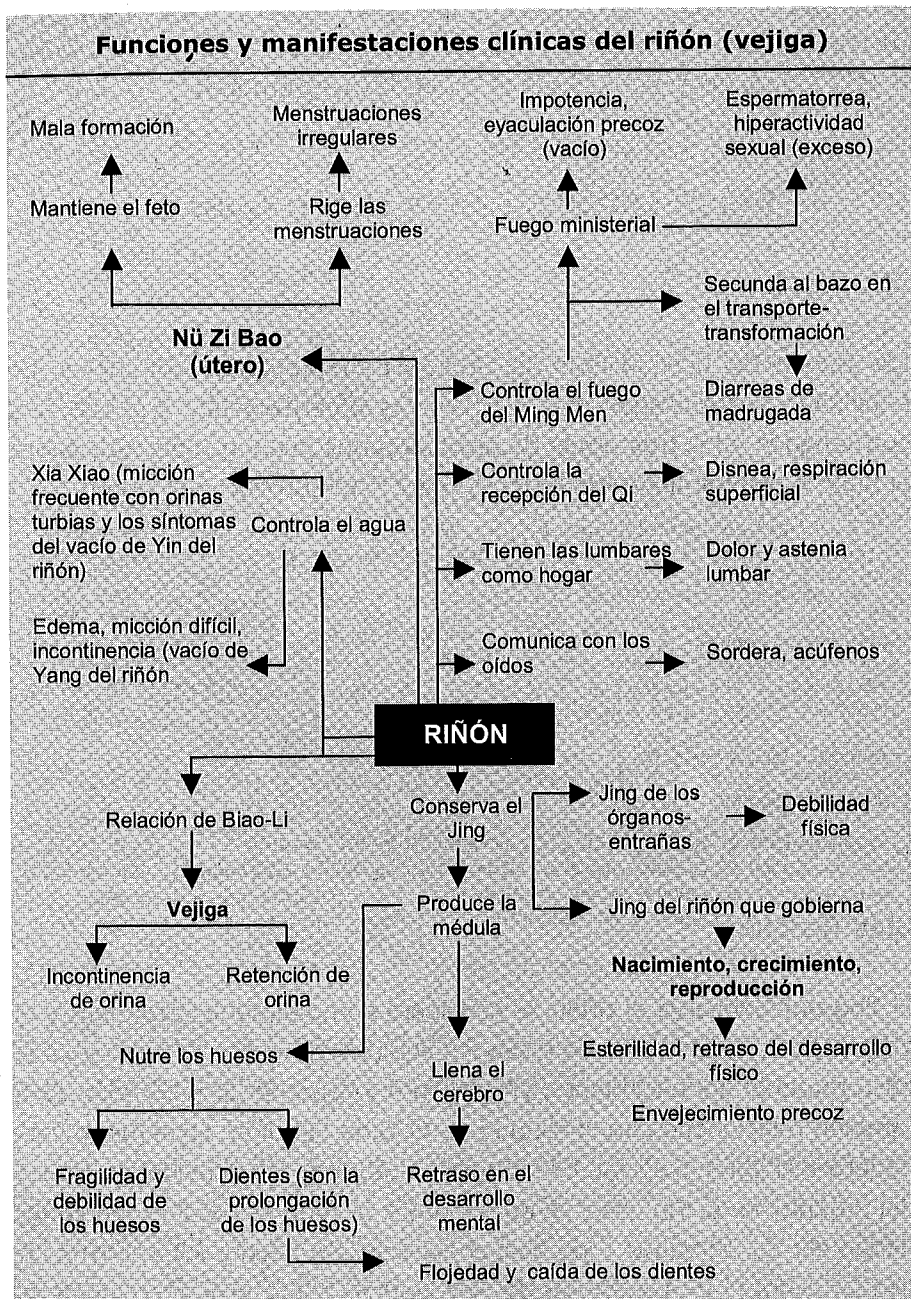 Funciones y manifestaciones clínicas del riñón (vejiga)
Mala formación
Menstruaciones
irregulares
Impotencia,
eyaculación precoz
(vacío)
Espermatorrea,
hiperactividad
sexual (exceso)
Mantiene el feto
Rige las
menstruaciones
Fuego ministerial
Secunda al bazo en
el transporte-
transformación
Nü Zi Bao
(útero)
Controla el fuego
del Ming Men
Diarreas de
madrugada
Xia Xiao (micción
frecuente con orinas
turbias y los síntomas
del vacío de Yin del
riñón)
Controla el agua
Controla la
recepción del QI
Disnea, respiración
superficial
Tienen las lumbares
como hogar
Dolor y astenia
lumbar
Edema, micción difícil,
incontinencia (vacío de
Yang del riñón
Comunica con los
oídos
Sordera, acúfenos
RIÑÓN
Relación de Biao-Li
Conserva el
Jing
Jing de los
órganos-
entrañas
Debilidad
física
Vejiga
Produce la
médula
Jing del riñón que gobierna
Incontinencia
de orina
Retención de
orina
Nacimiento, crecimiento,
reproducción
Nutre los huesos
Llena el
cerebro
Esterilidad, retraso del desarrollo
físico
Envejecimiento precoz
Fragilidad y
debilidad de
los huesos
Dientes (son la
prolongación
de los huesos)
Retraso en el
desarrollo
mental
Flojedad y caída de los dientes